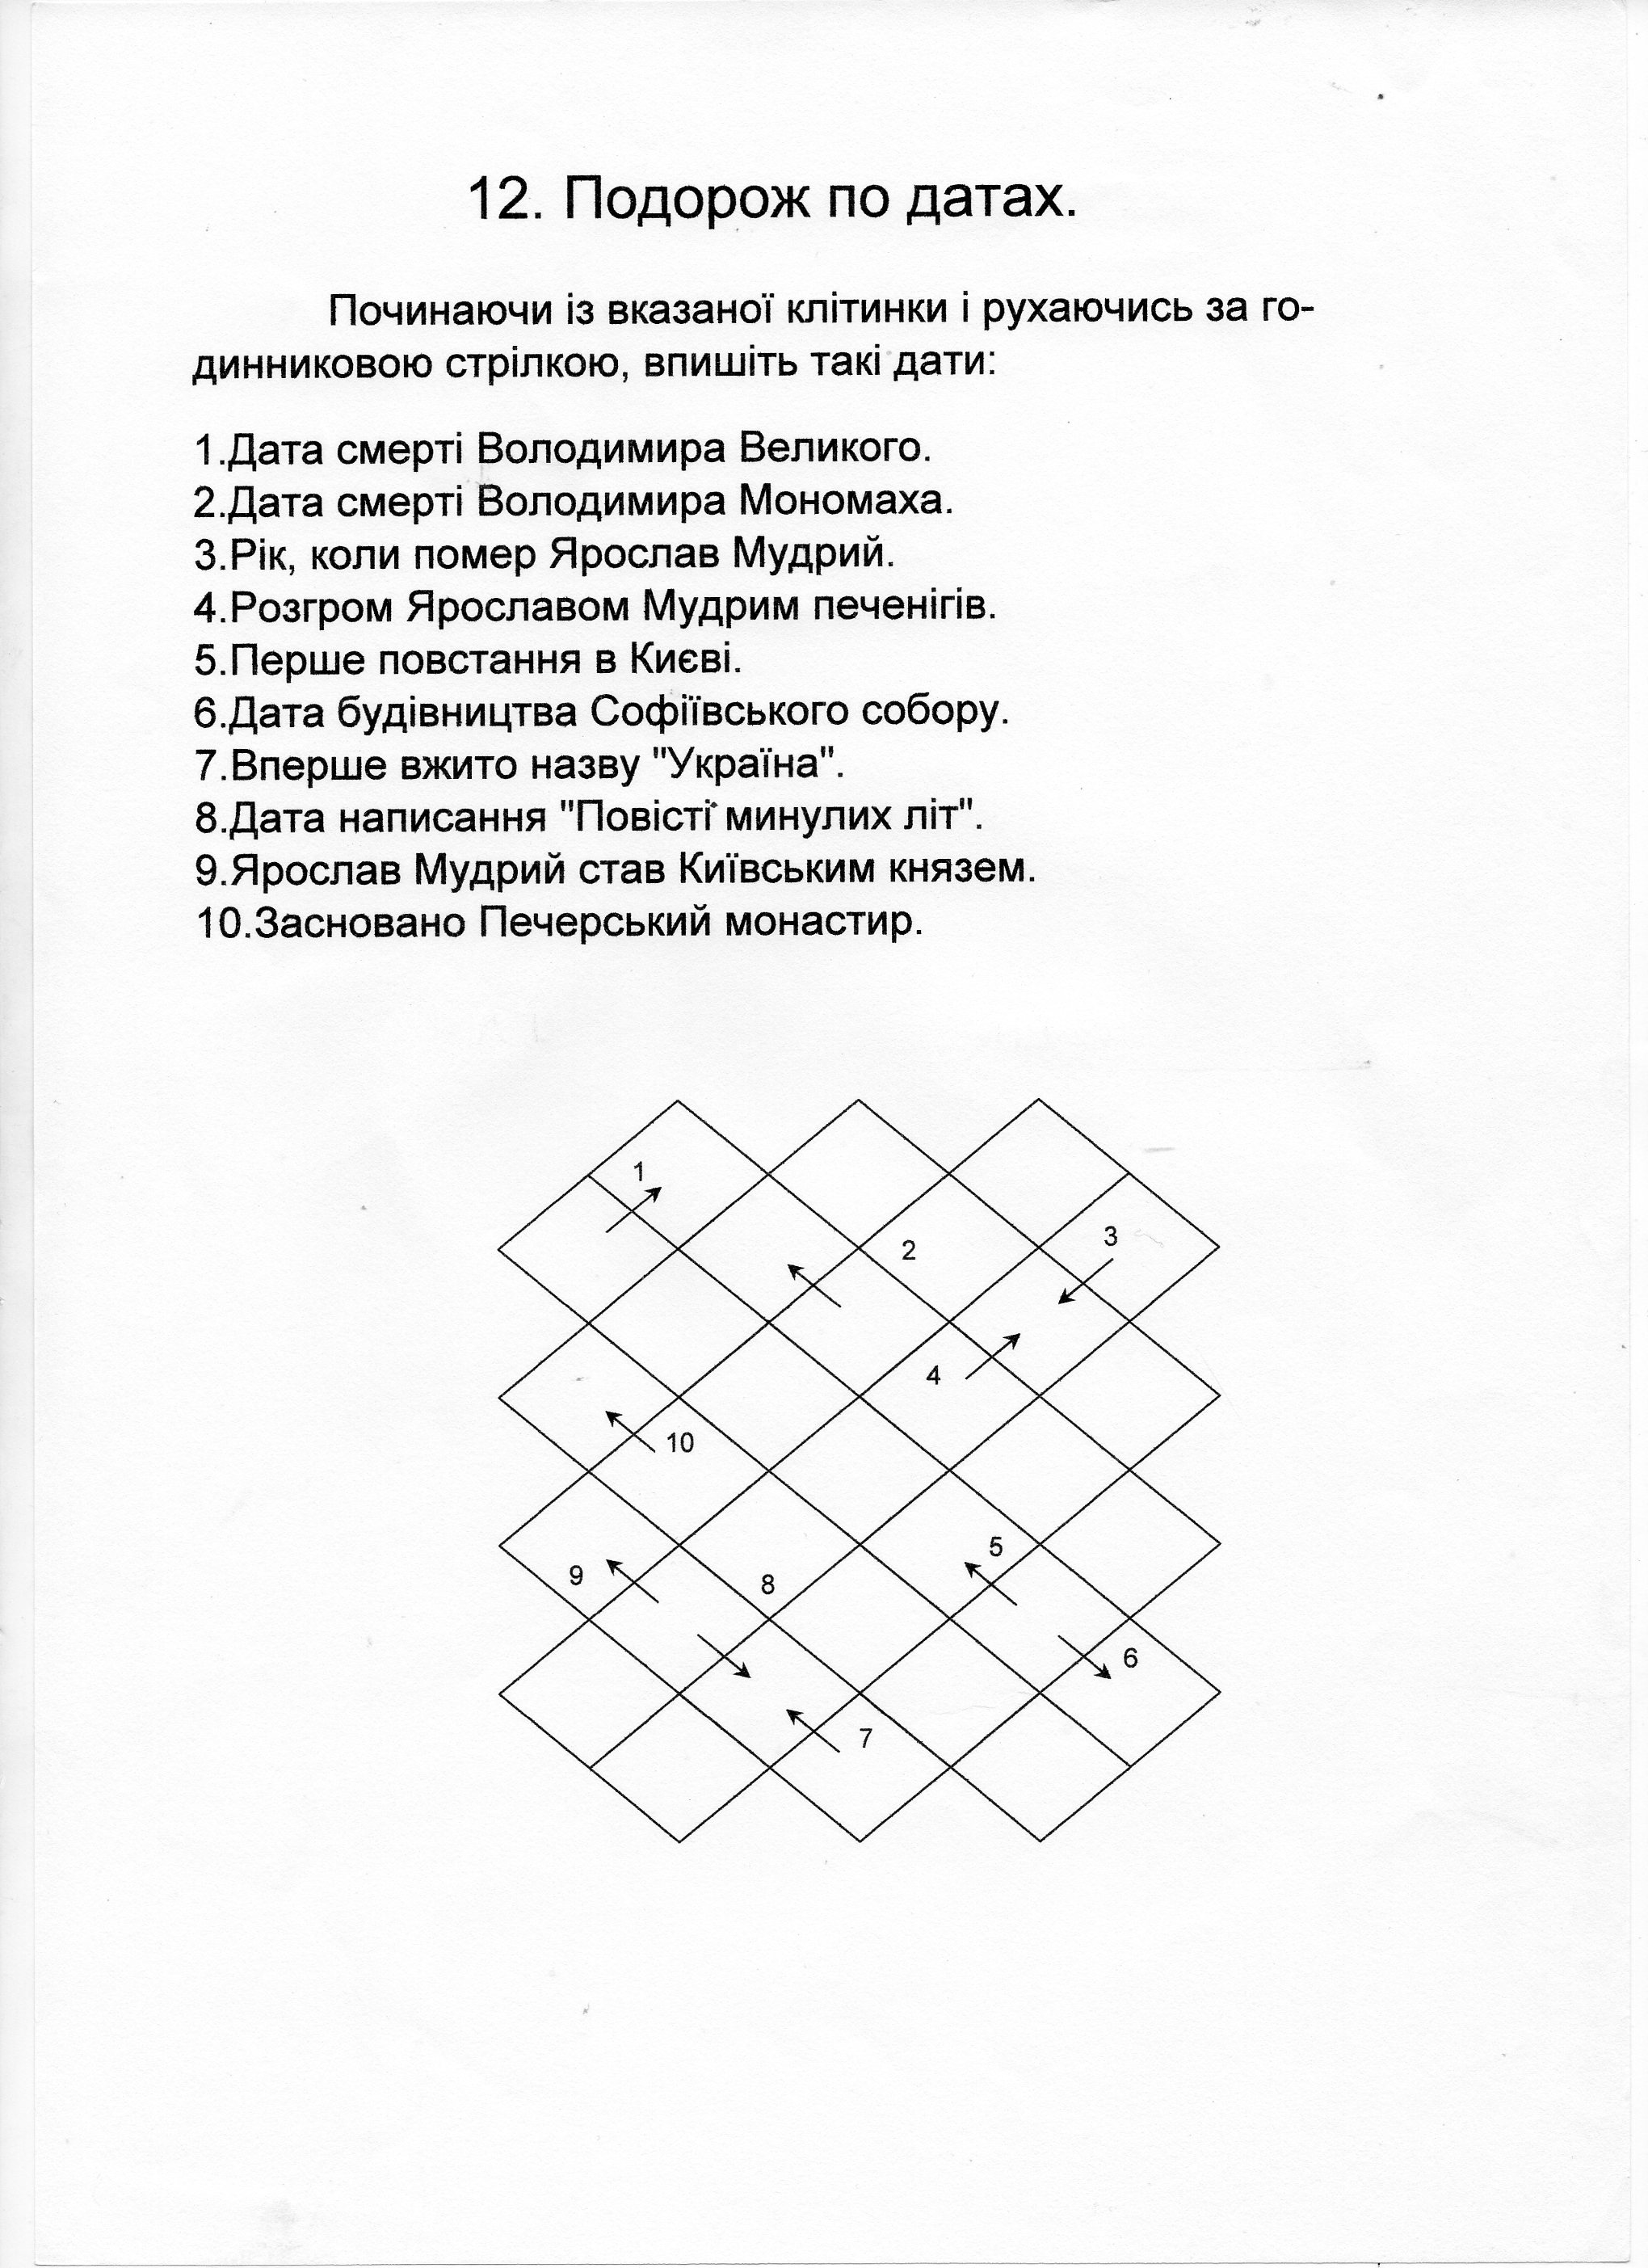 12. Подорож по датах.
Починаючи із вказаної клітинки і рухаючись за го-
динниковою стрілкою, впишіть такі дати:
1.Дата смерті Володимира Великого.
2.Дата смерті Володимира Мономаха.
3.Рік, коли помер Ярослав Мудрий.
4.Розгром Ярославом Мудрим печенігів.
5.Перше повстання в Києві.
6.Дата будівництва Софіївського собору.
7.Вперше вжито назву "Україна".
8.Дата написання "Повісті минулих літ".
9.Ярослав Мудрий став Київським князем.
10.Засновано Печерський монастир.
1
3
2
4
10
5
9
8
6
7